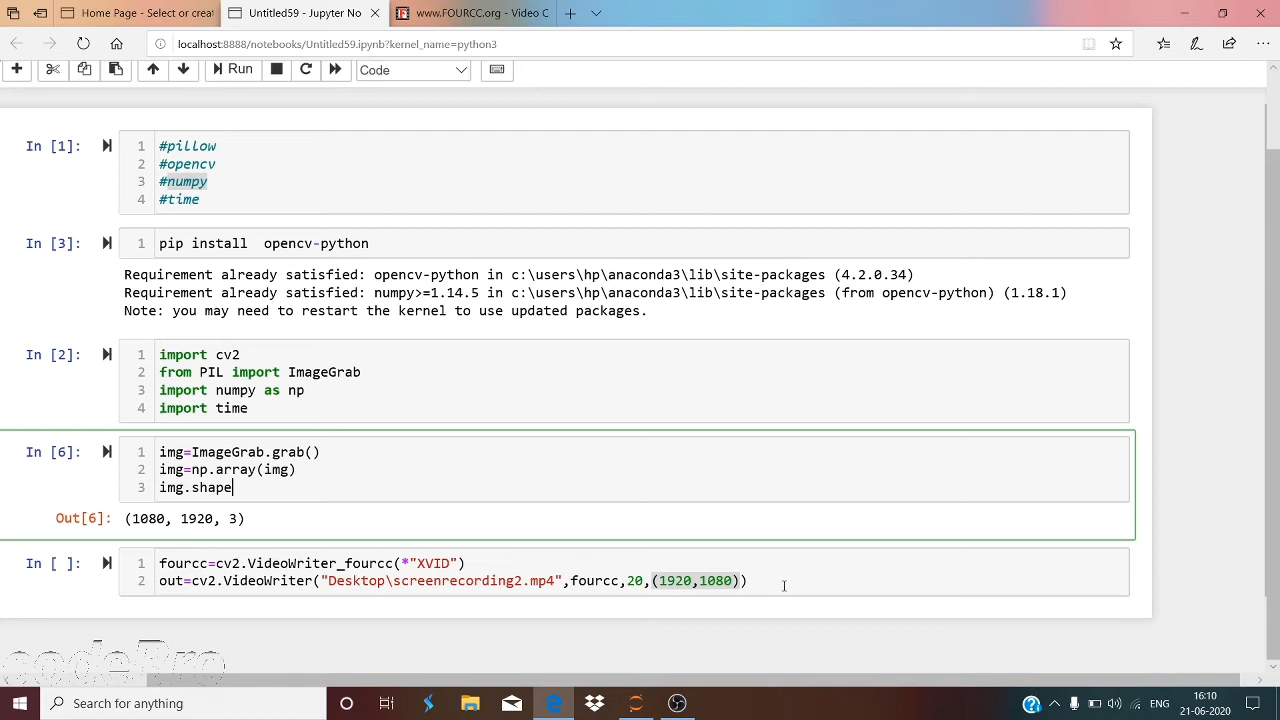 Home Page - Select or creat
Untitled59 - Jupyter No
www.FOURCC.org - Video C
localhost:8888/notebooks/Untitled59.ipynb?kernel_name=python3
Run
Code
In [1]:
1 #pillow
2 #opencv
3 #numpy
4 #time
In [3]:
1 pip install  opencv-python
Requirement already satisfied: opencv-python in c:\users\hp\anaconda3\lib\site-packages (4.2.0.34)
Requirement already satisfied: numpy>=1.14.5 in c:\users\hp\anaconda3\lib\site-packages (from opencv-python) (1.18.1)
Note: you may need to restart the kernel to use updated packages.
In [2]:
1 import cv2
2 from PIL import ImageGrab
3 import numpy as np
4 import time
In [6]:
1 img=ImageGrab.grab()
2 img=np.array(img)
3 img.shape
Out[6]: (1080, 1920, 3)
In [ ]:
1 fourcc=cv2.VideoWriter_fourcc(*"XVID")
2 out=cv2.VideoWriter("Desktop\screenrecording2.mp4",fourcc,20,(1920,1080))
Type here to search
ENG
16:10
21-06-2020